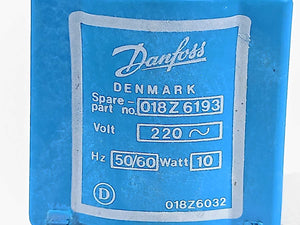 Danfoss
DENMARK
Spare-
part no. 018Z6193
Volt 220 ~
Hz 50/60 Watt 10
D 018Z6032